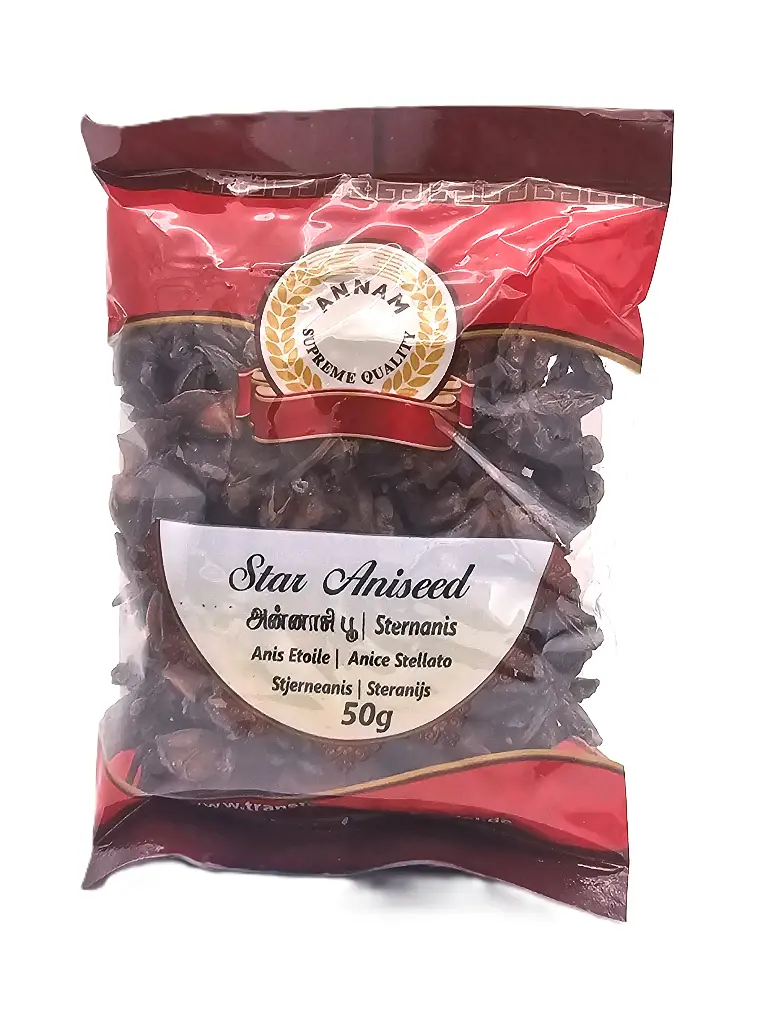 ANNAM
SUPREME QUALITY
Star Aniseed
அன்னாசி பூ | Sternanis
Anis Etoile | Anice Stellato
Stjerneanis | Steranijs
50g